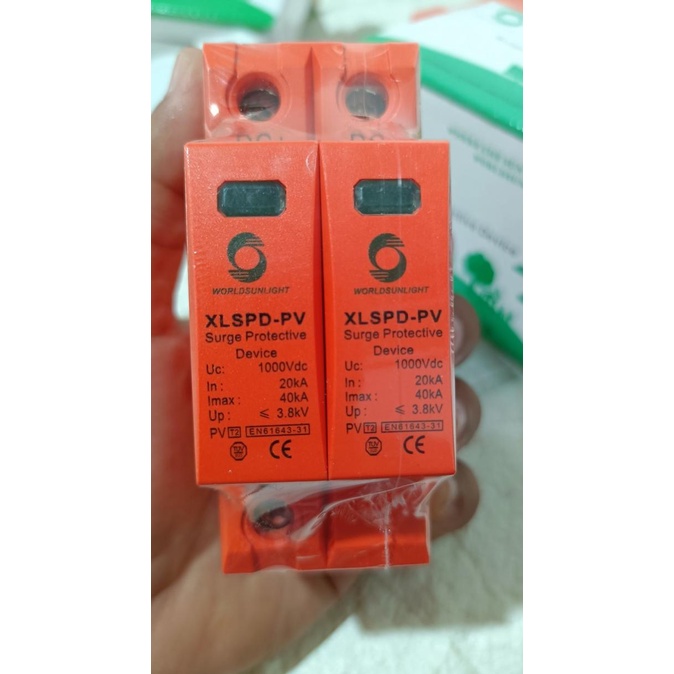 DC+
DC-
WORLDSUNLIGHT
XLSPD-PV
Surge Protective
Device
Uc: 1000Vdc
In : 20kA
Imax : 40kA
Up : ≤ 3.8kV
PV T2 EN61643-31
CE
WORLDSUNLIGHT
XLSPD-PV
Surge Protective
Device
Uc: 1000Vdc
In : 20kA
Imax : 40kA
Up : ≤ 3.8kV
PV T2 EN61643-31
CE